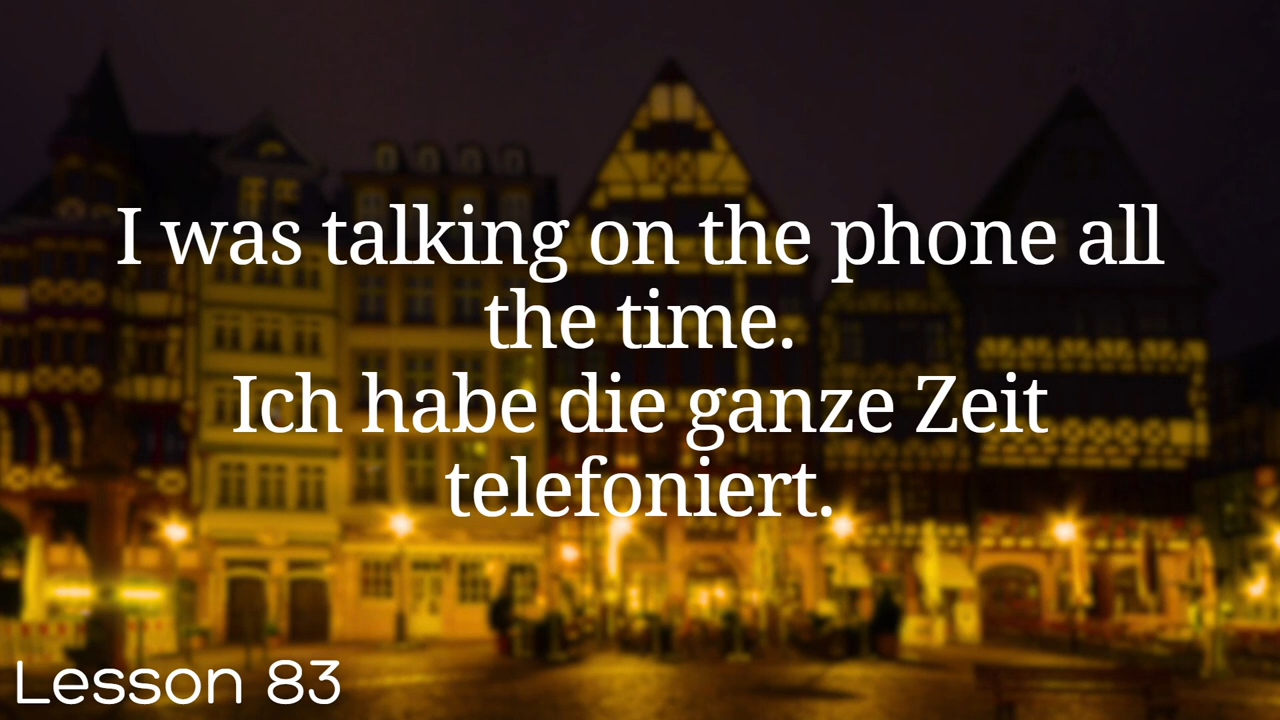 I was talking on the phone all
the time.
Ich habe die ganze Zeit
telefoniert.
Lesson 83